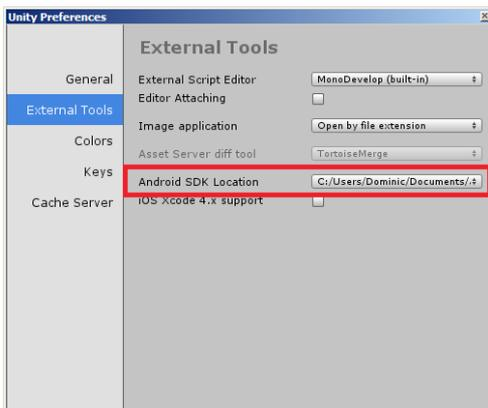 Unity Preferences
External Tools
General
External Tools
Colors
Keys
Cache Server
External Script Editor MonoDevelop (built-in)
Editor Attaching
Image application Open by file extension
Asset Server diff tool TortoiseMerge
Android SDK Location C:/Users/Dominic/Documents/.
iOS Xcode 4.x support